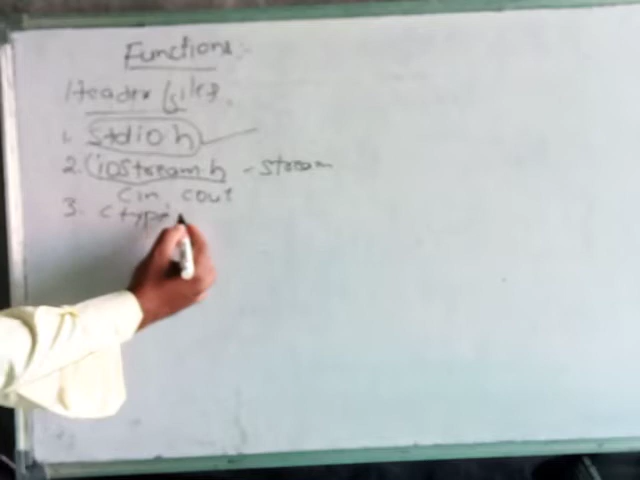 Functions:-
Header files.
1. Stdio h
2. iostream.h - stream
cin, cout
3. ctype